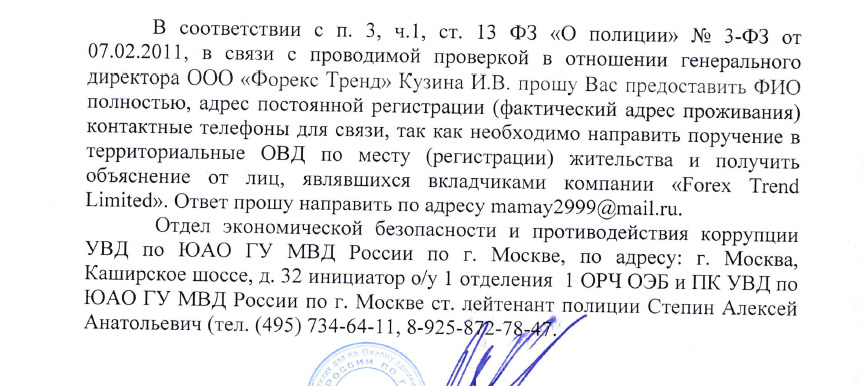 В соответствии с п. 3, ч.1, ст. 13 ФЗ «О полиции» № 3-ФЗ от
07.02.2011, в связи с проводимой проверкой в отношении генерального
директора ООО «Форекс Тренд» Кузина И.В. прошу Вас предоставить ФИО
полностью, адрес постоянной регистрации (фактический адрес проживания)
контактные телефоны для связи, так как необходимо направить поручение в
территориальные ОВД по месту (регистрации) жительства и получить
объяснение от лиц, являвшихся вкладчиками компании «Forex Trend
Limited». Ответ прошу направить по адресу mamay2999@mail.ru.
Отдел экономической безопасности и противодействия коррупции
УВД по ЮАО ГУ МВД России по г. Москве, по адресу: г. Москва,
Каширское шоссе, д. 32 инициатор о/у 1 отделения 1 ОРЧ ОЭБ и ПК УВД по
ЮАО ГУ МВД России по г. Москве ст. лейтенант полиции Степин Алексей
Анатольевич (тел. (495) 734-64-11, 8-925-872-78-47.
РОССИИ ПО Г